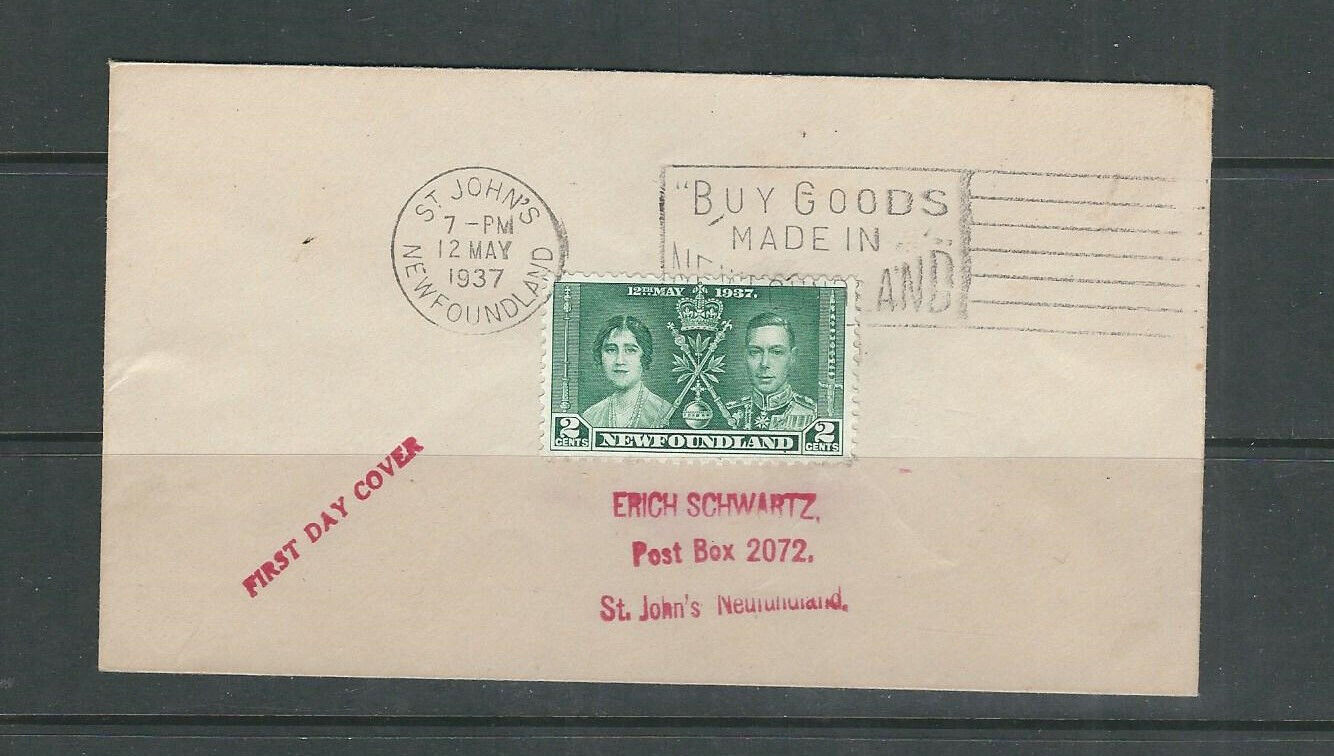 ST. JOHN'S
7 - PM
12 MAY
1937
NEWFOUNDLAND
"BUY GOODS
MADE IN
12TH MAY 1937.
2 CENTS
NEWFOUNDLAND
2 CENTS
FIRST DAY COVER
ERICH SCHWARTZ,
Post Box 2072.
St. John's